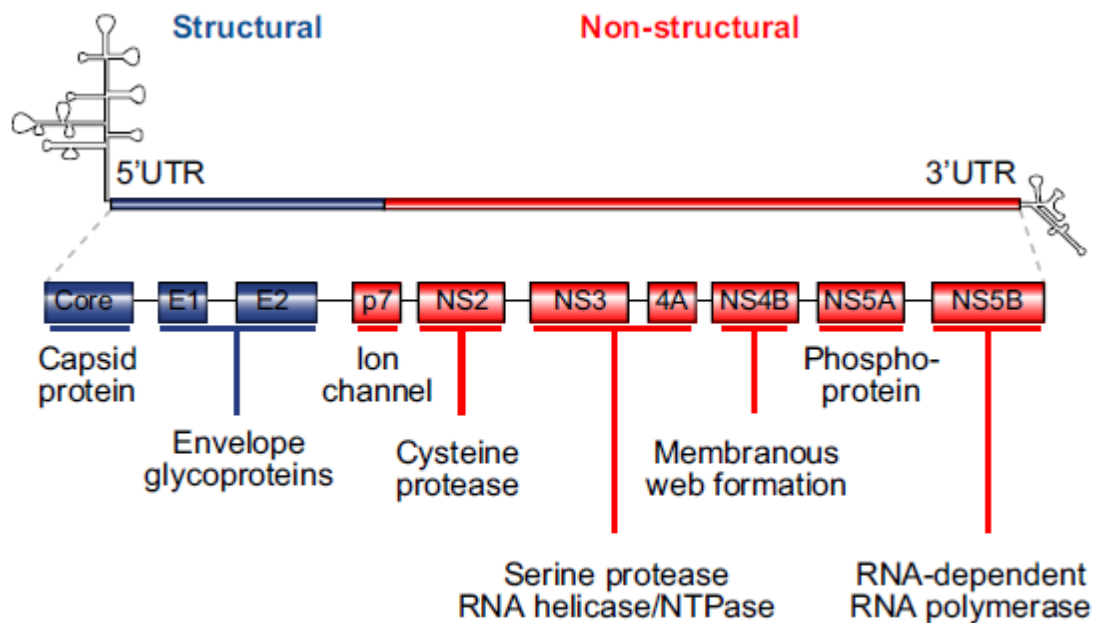 Structural
Non-structural
5'UTR
3'UTR
Core
E1
E2
p7
NS2
NS3
4A
NS4B
NS5A
NS5B
Capsid
protein
Envelope
glycoproteins
Ion
channel
Cysteine
protease
Serine protease
RNA helicase/NTPase
Membranous
web formation
Phospho-
protein
RNA-dependent
RNA polymerase